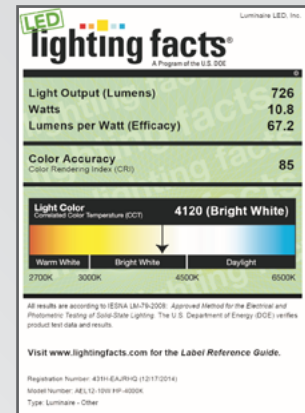 Luminaire LED, Inc.
LED
lighting facts®
A Program of the U.S. DOE
Light Output (Lumens) 726
Watts 10.8
Lumens per Watt (Efficacy) 67.2
Color Accuracy 85
Color Rendering Index (CRI)
Light Color
Correlated Color Temperature (CCT) 4120 (Bright White)
Warm White Bright White Daylight
2700K 3000K 4500K 6500K
All results are according to IESNA LM-79-2008: Approved Method for the Electrical and
Photometric Testing of Solid-State Lighting. The U.S. Department of Energy (DOE) verifies
product test data and results.
Visit www.lightingfacts.com for the Label Reference Guide.
Registration Number: 431H-EAJRHQ (12/17/2014)
Model Number: AEL12-10W HP-4000K
Type: Luminaire - Other